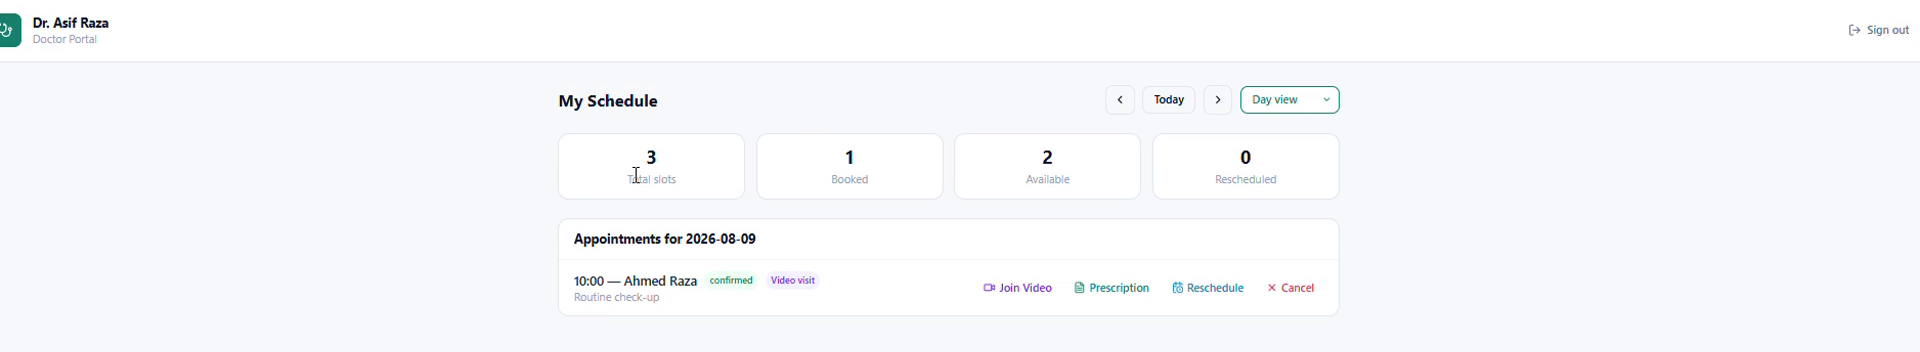 Dr. Asif Raza
Doctor Portal
Sign out
My Schedule
Today
Day view
3
Total slots
1
Booked
2
Available
0
Rescheduled
Appointments for 2026-08-09
10:00 — Ahmed Raza confirmed Video visit
Routine check-up
Join Video Prescription Reschedule Cancel